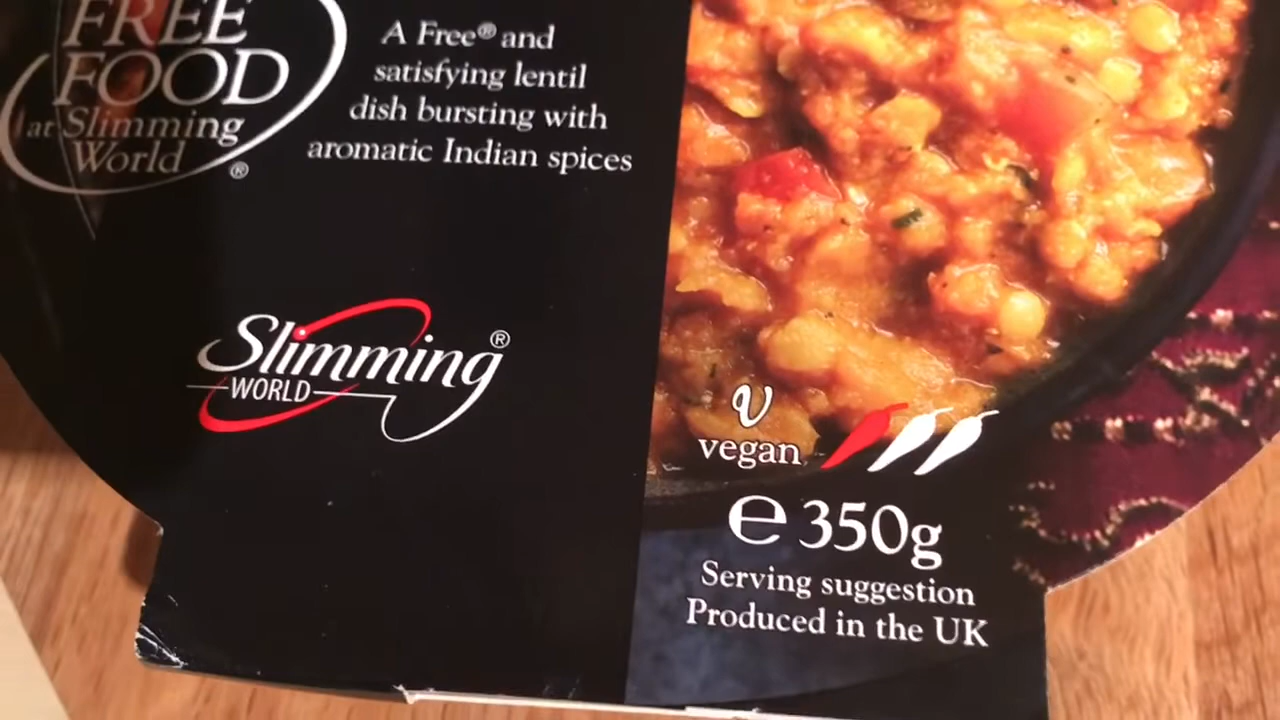 FREE
FOOD
at Slimming
World
®
A Free® and
satisfying lentil
dish bursting with
aromatic Indian spices
Slimming®
WORLD
v
vegan
e 350g
Serving suggestion
Produced in the UK